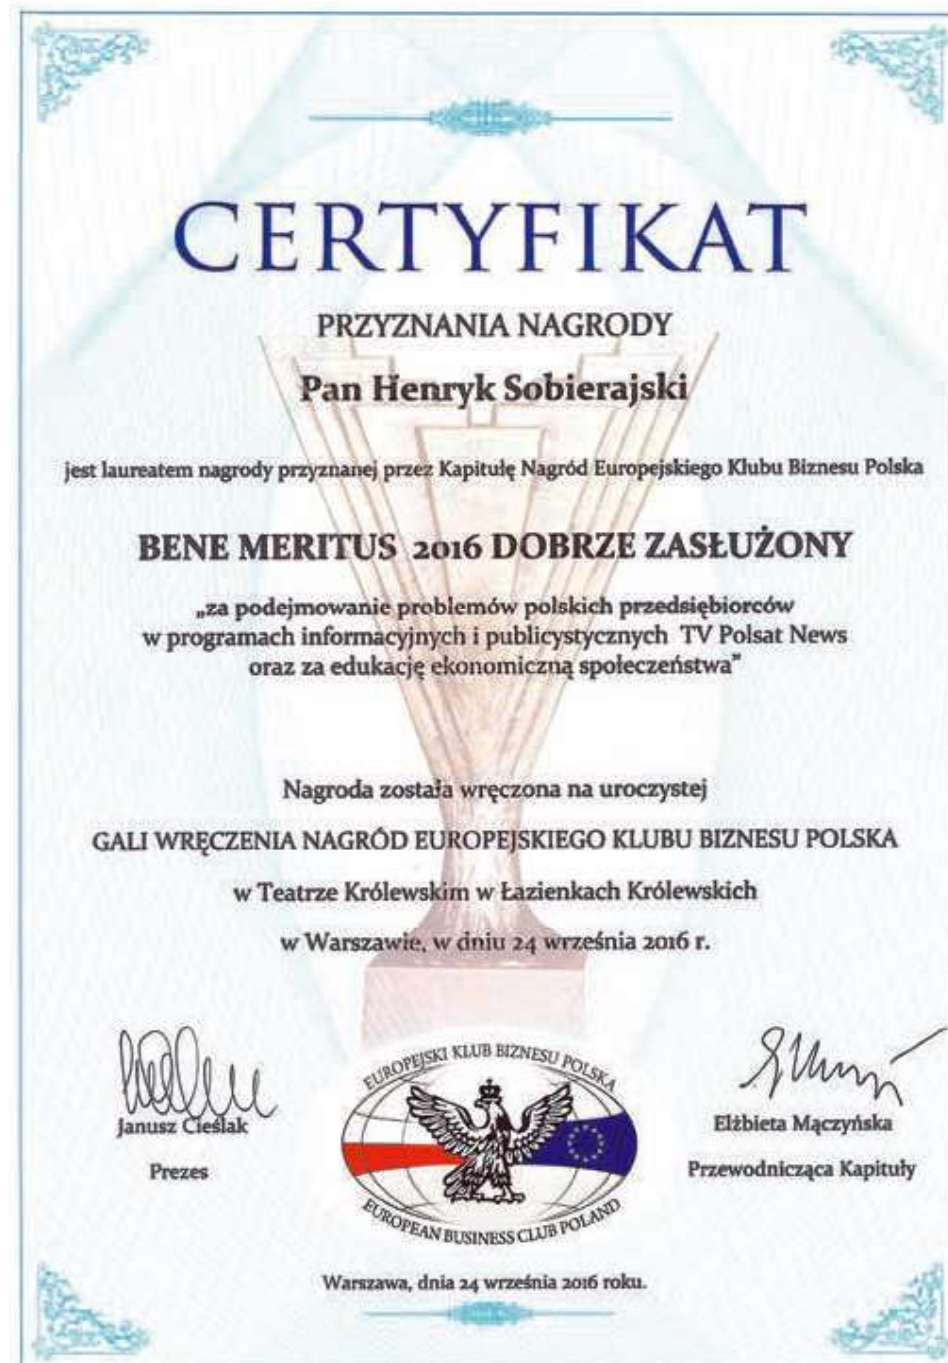 CERTYFIKAT
PRZYZNANIA NAGRODY
Pan Henryk Sobierajski
jest laureatem nagrody przyznanej przez Kapitułę Nagród Europejskiego Klubu Biznesu Polska
BENE MERITUS 2016 DOBRZE ZASŁUŻONY
„za podejmowanie problemów polskich przedsiębiorców
w programach informacyjnych i publicystycznych TV Polsat News
oraz za edukację ekonomiczną społeczeństwa”
Nagroda została wręczona na uroczystej
GALI WRĘCZENIA NAGRÓD EUROPEJSKIEGO KLUBU BIZNESU POLSKA
w Teatrze Królewskim w Łazienkach Królewskich
w Warszawie, w dniu 24 września 2016 r.
Janusz Cieślak
Prezes
EUROPEJSKI KLUB BIZNESU POLSKA
EUROPEAN BUSINESS CLUB POLAND
Elżbieta Mączyńska
Przewodnicząca Kapituły
Warszawa, dnia 24 września 2016 roku.